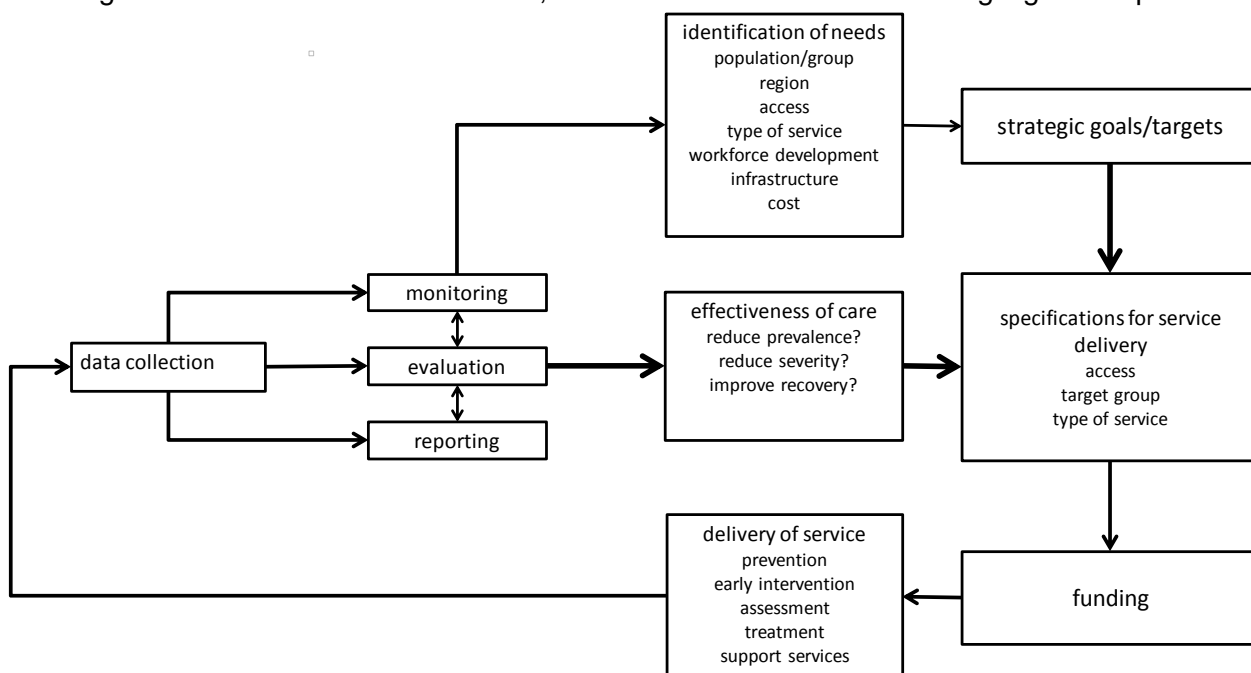 identification of needs
population/group
region
access
type of service
workforce development
infrastructure
cost
strategic goals/targets
monitoring
data collection
evaluation
reporting
effectiveness of care
reduce prevalence?
reduce severity?
improve recovery?
specifications for service
delivery
access
target group
type of service
delivery of service
prevention
early intervention
assessment
treatment
support services
funding